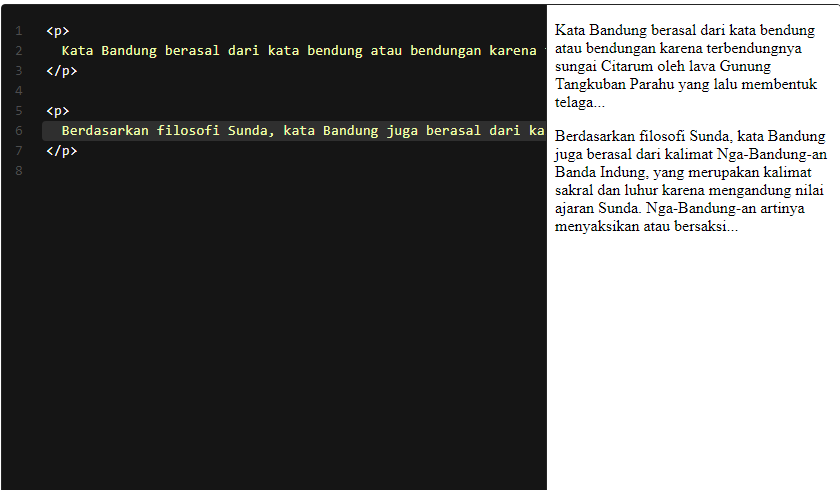 1 <p>
2 Kata Bandung berasal dari kata bendung atau bendungan karena
3 </p>
4
5 <p>
6 Berdasarkan filosofi Sunda, kata Bandung juga berasal dari ka
7 </p>
8
Kata Bandung berasal dari kata bendung
atau bendungan karena terbendungnya
sungai Citarum oleh lava Gunung
Tangkuban Parahu yang lalu membentuk
telaga...
Berdasarkan filosofi Sunda, kata Bandung
juga berasal dari kalimat Nga-Bandung-an
Banda Indung, yang merupakan kalimat
sakral dan luhur karena mengandung nilai
ajaran Sunda. Nga-Bandung-an artinya
menyaksikan atau bersaksi...